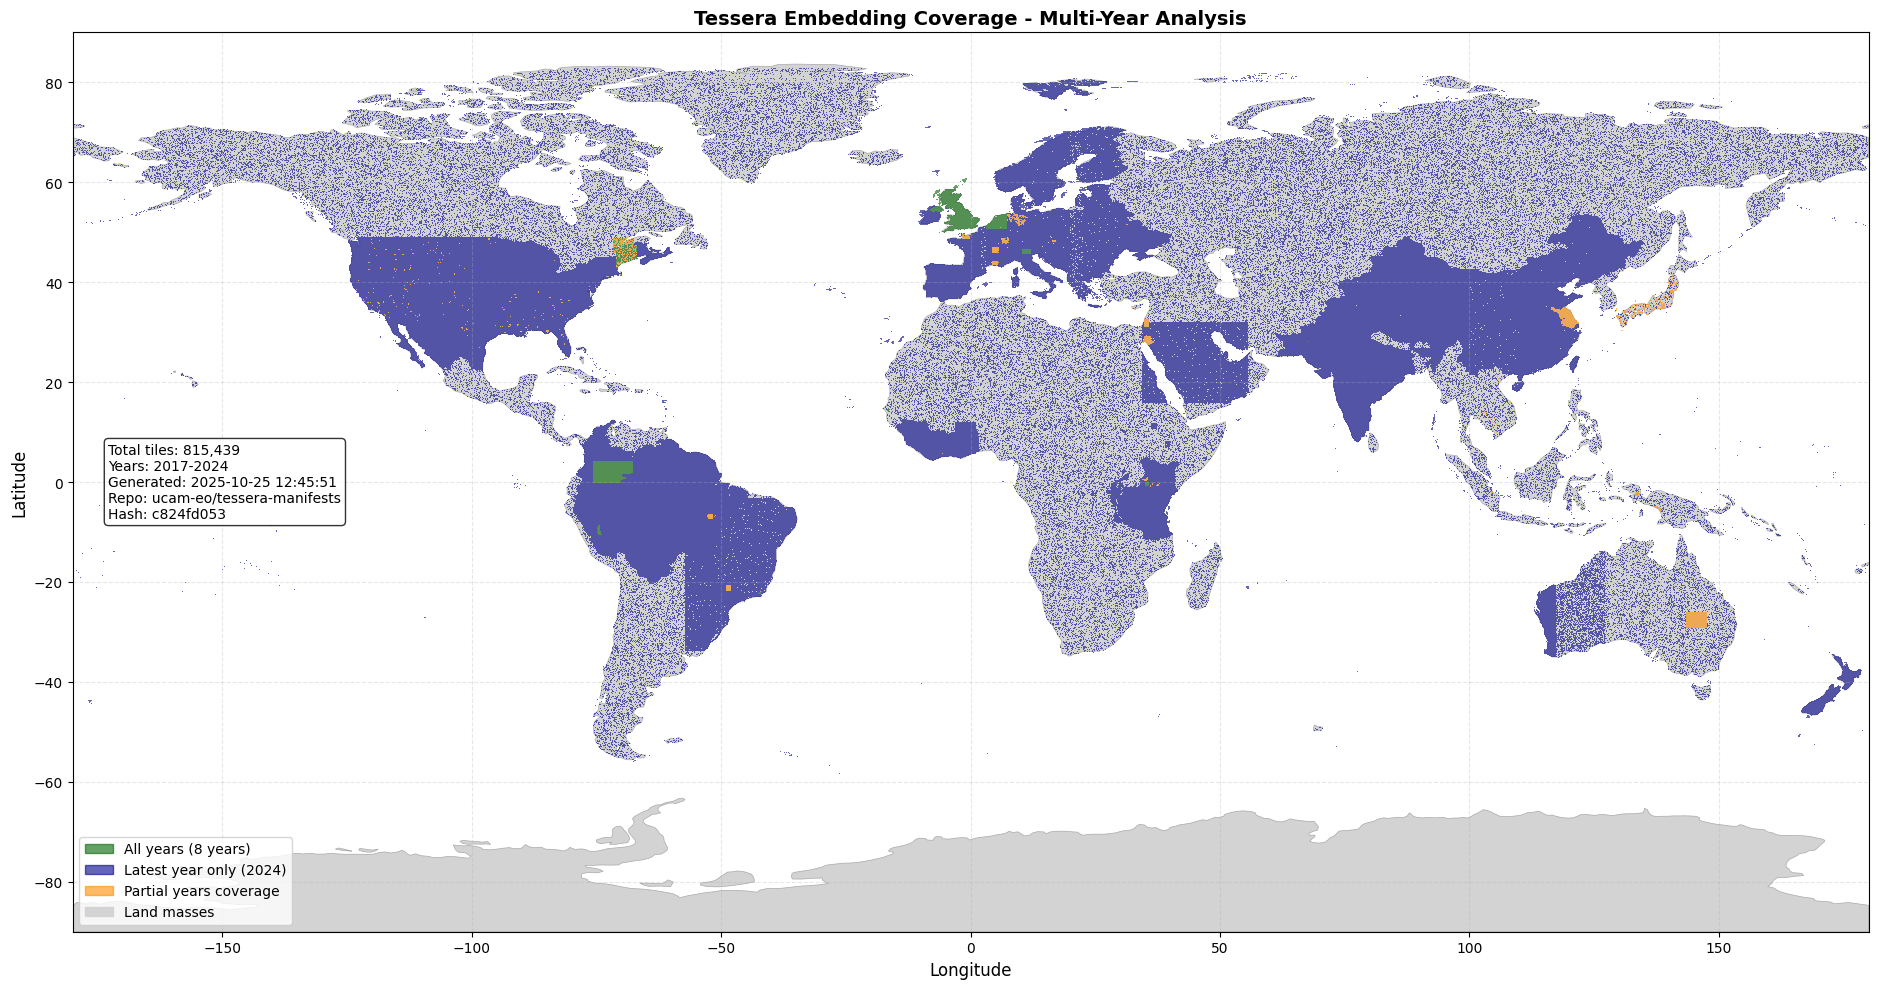 Tessera Embedding Coverage - Multi-Year Analysis
80
60
40
20
0
−20
−40
−60
−80
Latitude
Total tiles: 815,439
Years: 2017-2024
Generated: 2025-10-25 12:45:51
Repo: ucam-eo/tessera-manifests
Hash: c824fd053
All years (8 years)
Latest year only (2024)
Partial years coverage
Land masses
−150
−100
−50
0
50
100
150
Longitude